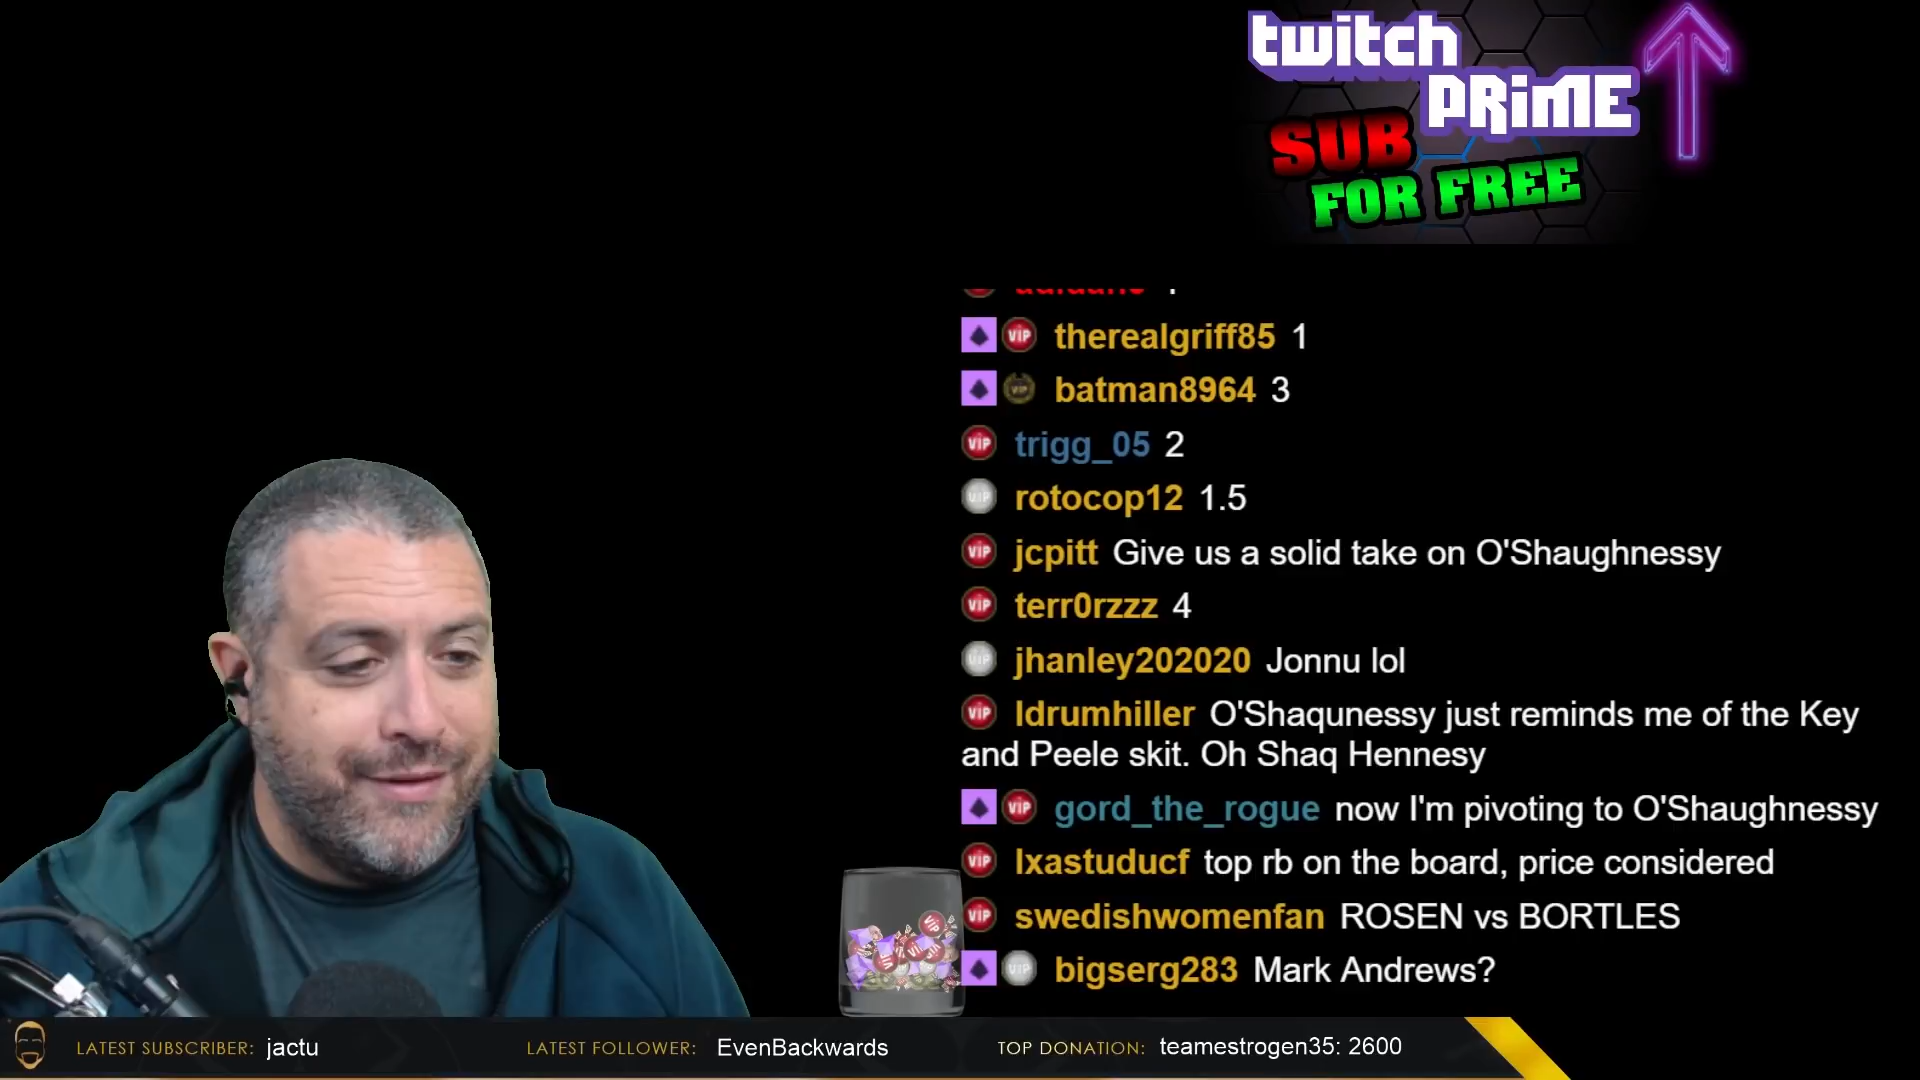 twitch
PRiME
SUB
FOR FREE
therealgriff85 1
batman8964 3
trigg_05 2
rotocop12 1.5
jcpitt Give us a solid take on O'Shaughnessy
terr0rzzz 4
jhanley202020 Jonnu lol
ldrumhiller O'Shaqunessy just reminds me of the Key
and Peele skit. Oh Shaq Hennesy
gord_the_rogue now I'm pivoting to O'Shaughnessy
lxastuducf top rb on the board, price considered
swedishwomenfan ROSEN vs BORTLES
bigserg283 Mark Andrews?
LATEST SUBSCRIBER: jactu
LATEST FOLLOWER: EvenBackwards
TOP DONATION: teamestrogen35: 2600